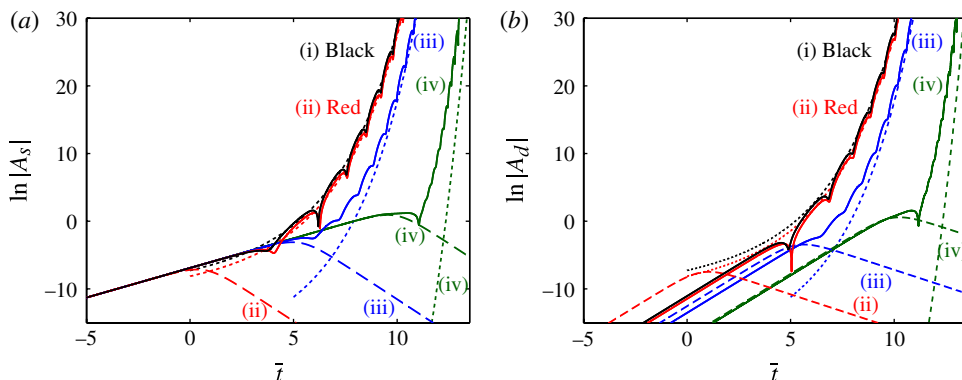 (a)
(b)
30
20
10
0
−10
−5
0
5
10
ln |A_s|
t̄
(i) Black
(ii) Red
(iii)
(iv)
(iv)
(iv)
(iii)
(ii)
30
20
10
0
−10
−5
0
5
10
ln |A_d|
t̄
(i) Black
(ii) Red
(iii)
(iv)
(iv)
(iii)
(iv)
(ii)